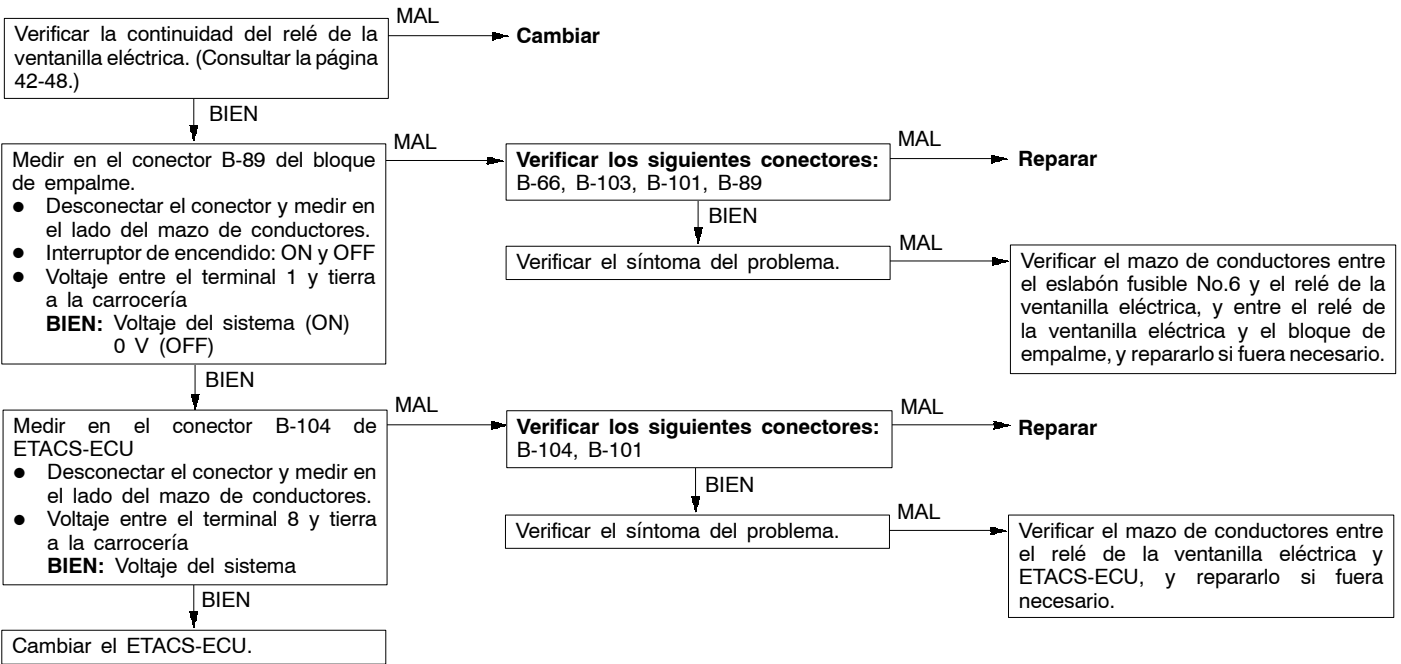 Verificar la continuidad del relé de la
ventanilla eléctrica. (Consultar la página
42-48.)
MAL
Cambiar
BIEN
Medir en el conector B-89 del bloque
de empalme.
● Desconectar el conector y medir en
el lado del mazo de conductores.
● Interruptor de encendido: ON y OFF
● Voltaje entre el terminal 1 y tierra
a la carrocería
BIEN: Voltaje del sistema (ON)
0 V (OFF)
MAL
Verificar los siguientes conectores:
B-66, B-103, B-101, B-89
MAL
Reparar
BIEN
Verificar el síntoma del problema.
MAL
Verificar el mazo de conductores entre
el eslabón fusible No.6 y el relé de la
ventanilla eléctrica, y entre el relé de
la ventanilla eléctrica y el bloque de
empalme, y repararlo si fuera necesario.
BIEN
Medir en el conector B-104 de
ETACS-ECU
● Desconectar el conector y medir en
el lado del mazo de conductores.
● Voltaje entre el terminal 8 y tierra
a la carrocería
BIEN: Voltaje del sistema
MAL
Verificar los siguientes conectores:
B-104, B-101
MAL
Reparar
BIEN
Verificar el síntoma del problema.
MAL
Verificar el mazo de conductores entre
el relé de la ventanilla eléctrica y
ETACS-ECU, y repararlo si fuera
necesario.
BIEN
Cambiar el ETACS-ECU.